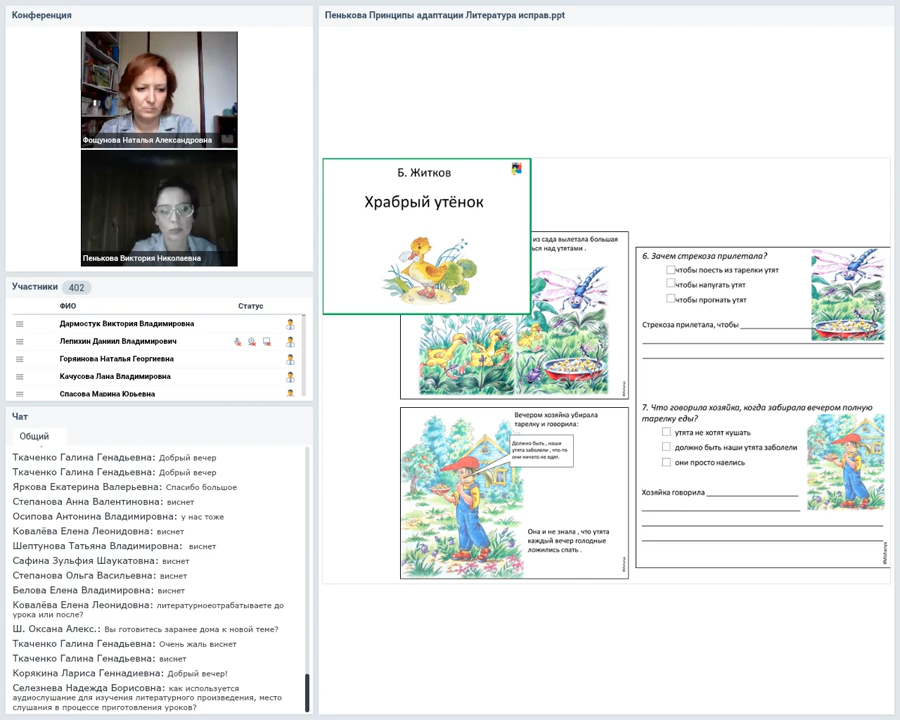 Конференция
Фощунова Наталья Александровна
Пенькова Виктория Николаевна
Участники 402
ФИО Статус
Дармостук Виктория Владимировна
Лепихин Даниил Владимирович
Горяинова Наталья Георгиевна
Качусова Лана Владимировна
Спасова Марина Юрьевна
Чат
Общий
Ткаченко Галина Генадьевна: Добрый вечер
Ткаченко Галина Генадьевна: Добрый вечер
Яркова Екатерина Валерьевна: Спасибо большое
Степанова Анна Валентиновна: виснет
Осипова Антонина Владимировна: у нас тоже
Ковалёва Елена Леонидовна: виснет
Шептунова Татьяна Владимировна: виснет
Сафина Зульфия Шаукатовна: виснет
Степанова Ольга Васильевна: виснет
Белова Елена Владимировна: виснет
Ковалёва Елена Леонидовна: литературноеотрабатываете до
урока или после?
Ш. Оксана Алекс.: Вы готовитесь заранее дома к новой теме?
Ткаченко Галина Генадьевна: Очень жаль виснет
Ткаченко Галина Генадьевна: виснет
Корякина Лариса Геннадиевна: Добрый вечер!
Селезнева Надежда Борисовна: как используется
аудиослушание для изучения литературного произведения, место
слушания в процессе приготовления уроков?
Пенькова Принципы адаптации Литература исправ.ppt
Б. Житков
Храбрый утёнок
из сада вылетала большая
ься над утятами .
Вечером хозяйка убирала
тарелку и говорила:
Должно быть , наши
утята заболели , что-то
они ничего не едят.
Она и не знала , что утята
каждый вечер голодные
ложились спать .
6. Зачем стрекоза прилетала?
чтобы поесть из тарелки утят
чтобы напугать утят
чтобы прогнать утят
Стрекоза прилетала, чтобы
7. Что говорила хозяйка, когда забирала вечером полную
тарелку еды?
утята не хотят кушать
должно быть наши утята заболели
они просто наелись
Хозяйка говорила